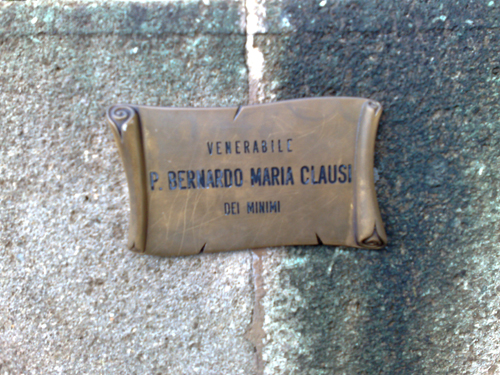 VENERABILE
P. BERNARDO MARIA CLAUSI
DEI MINIMI